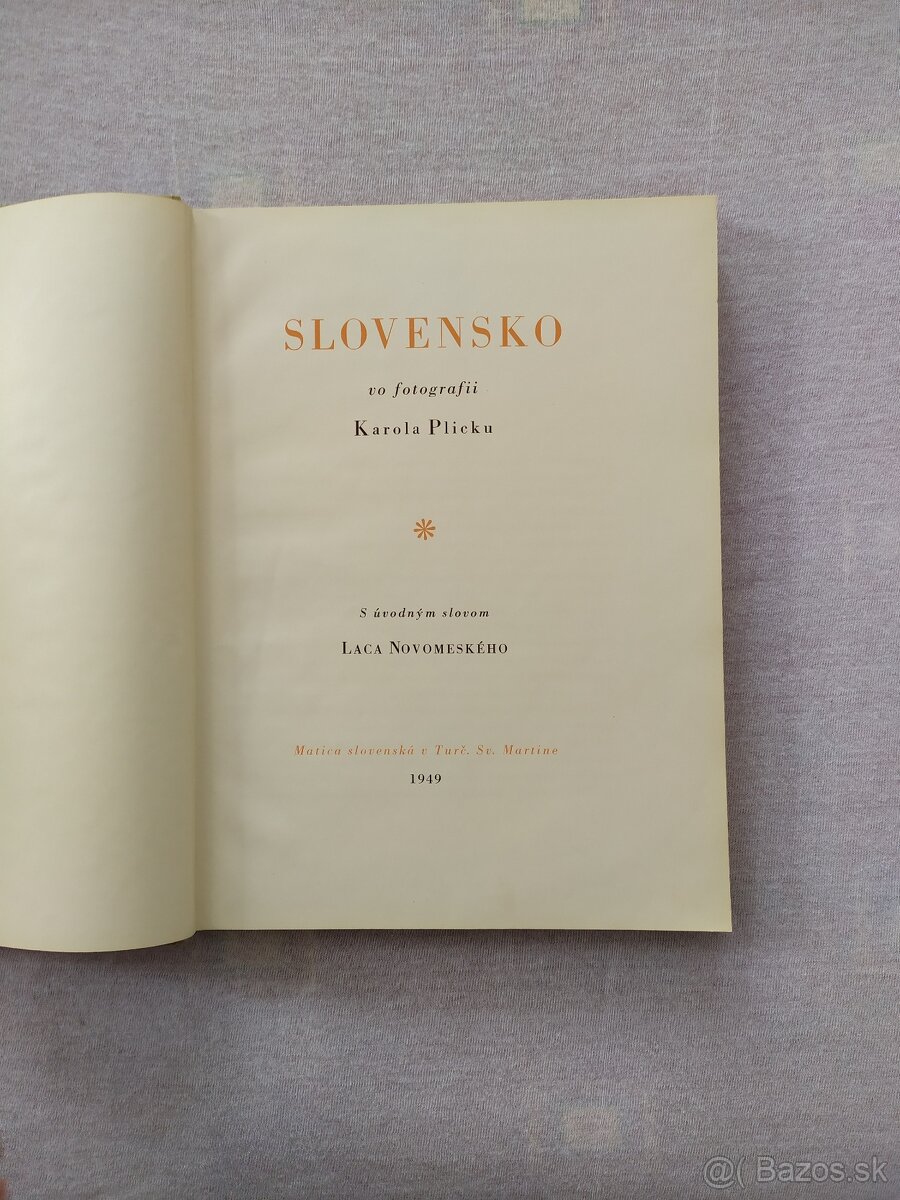 SLOVENSKO
vo fotografii
Karola Plicku
S úvodným slovom
LACA NOVOMESKÉHO
Matica slovenská v Turč. Sv. Martine
1949
@( Bazos.sk